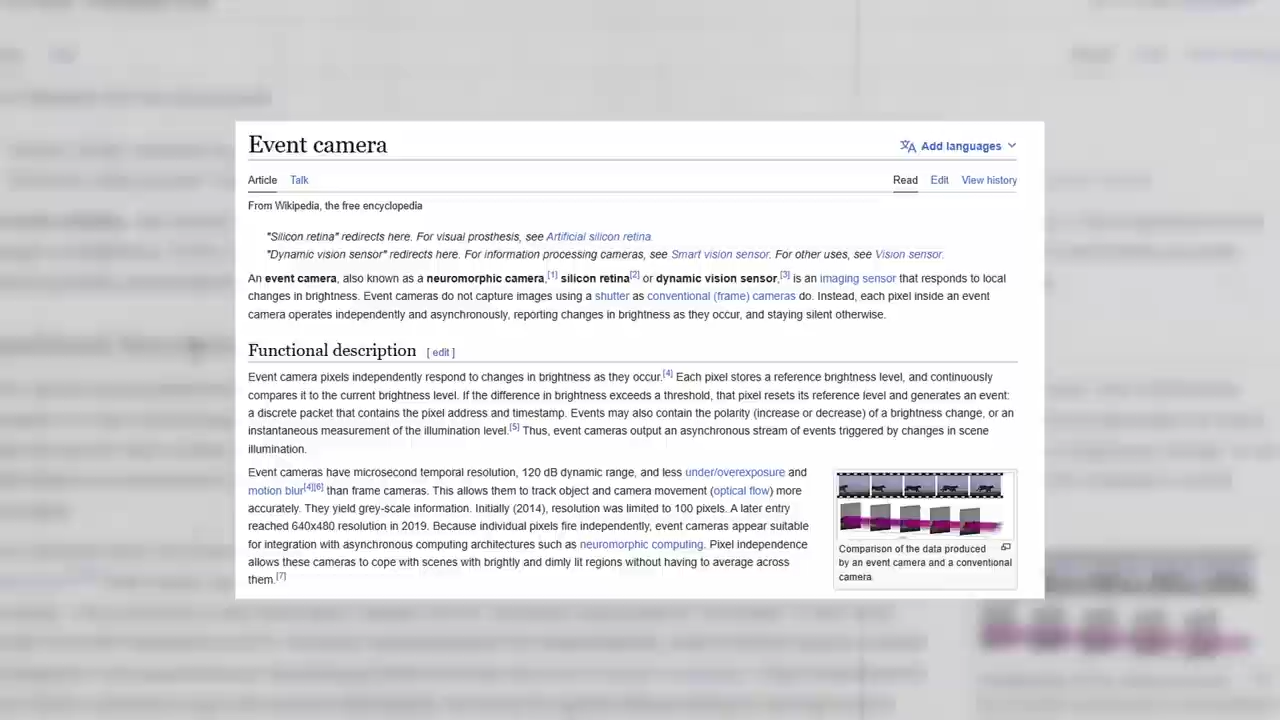 Event camera
Add languages
Article Talk Read Edit View history
From Wikipedia, the free encyclopedia
"Silicon retina" redirects here. For visual prosthesis, see Artificial silicon retina.
"Dynamic vision sensor" redirects here. For information processing cameras, see Smart vision sensor. For other uses, see Vision sensor.
An event camera, also known as a neuromorphic camera,[1] silicon retina[2] or dynamic vision sensor,[3] is an imaging sensor that responds to local
changes in brightness. Event cameras do not capture images using a shutter as conventional (frame) cameras do. Instead, each pixel inside an event
camera operates independently and asynchronously, reporting changes in brightness as they occur, and staying silent otherwise.
Functional description [ edit ]
Event camera pixels independently respond to changes in brightness as they occur.[4] Each pixel stores a reference brightness level, and continuously
compares it to the current brightness level. If the difference in brightness exceeds a threshold, that pixel resets its reference level and generates an event:
a discrete packet that contains the pixel address and timestamp. Events may also contain the polarity (increase or decrease) of a brightness change, or an
instantaneous measurement of the illumination level.[5] Thus, event cameras output an asynchronous stream of events triggered by changes in scene
illumination.
Event cameras have microsecond temporal resolution, 120 dB dynamic range, and less under/overexposure and
motion blur[4][6] than frame cameras. This allows them to track object and camera movement (optical flow) more
accurately. They yield grey-scale information. Initially (2014), resolution was limited to 100 pixels. A later entry
reached 640x480 resolution in 2019. Because individual pixels fire independently, event cameras appear suitable
for integration with asynchronous computing architectures such as neuromorphic computing. Pixel independence
allows these cameras to cope with scenes with brightly and dimly lit regions without having to average across
them.[7]
Comparison of the data produced
by an event camera and a conventional
camera.